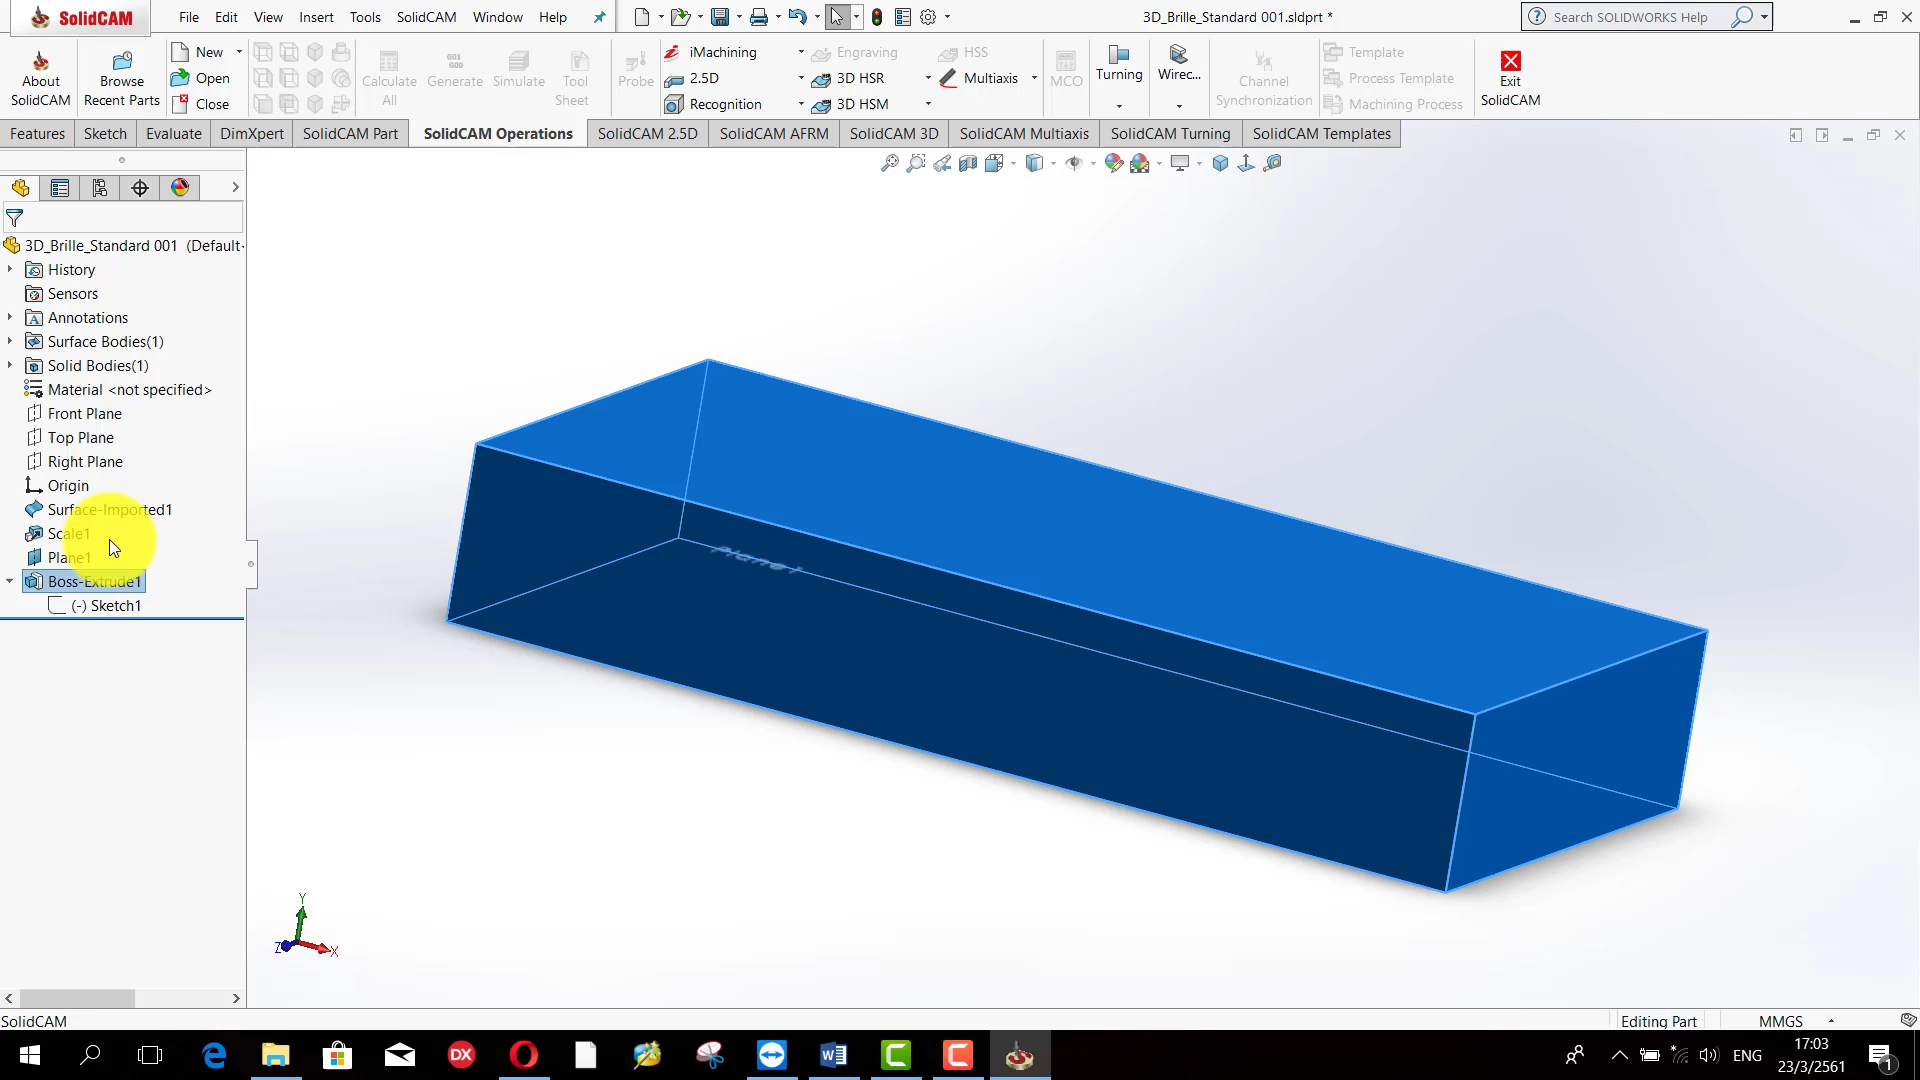 SolidCAM File Edit View Insert Tools SolidCAM Window Help 3D_Brille_Standard 001.sldprt * Search SOLIDWORKS Help
About SolidCAM
Browse Recent Parts
New
Open
Close
Calculate All
G01
G00
Generate
Simulate
Tool Sheet
Probe
iMachining
2.5D
Recognition
Engraving
3D HSR
3D HSM
HSS
Multiaxis
MCO
Turning
Wirec...
Channel Synchronization
Template
Process Template
Machining Process
Exit SolidCAM
Features Sketch Evaluate DimXpert SolidCAM Part SolidCAM Operations SolidCAM 2.5D SolidCAM AFRM SolidCAM 3D SolidCAM Multiaxis SolidCAM Turning SolidCAM Templates
3D_Brille_Standard 001 (Default
History
Sensors
Annotations
Surface Bodies(1)
Solid Bodies(1)
Material <not specified>
Front Plane
Top Plane
Right Plane
Origin
Surface-Imported1
Scale1
Plane1
Boss-Extrude1
(-) Sketch1
Plane1
Y
Z
X
SolidCAM Editing Part MMGS
DX
ENG
17:03
23/3/2561
1